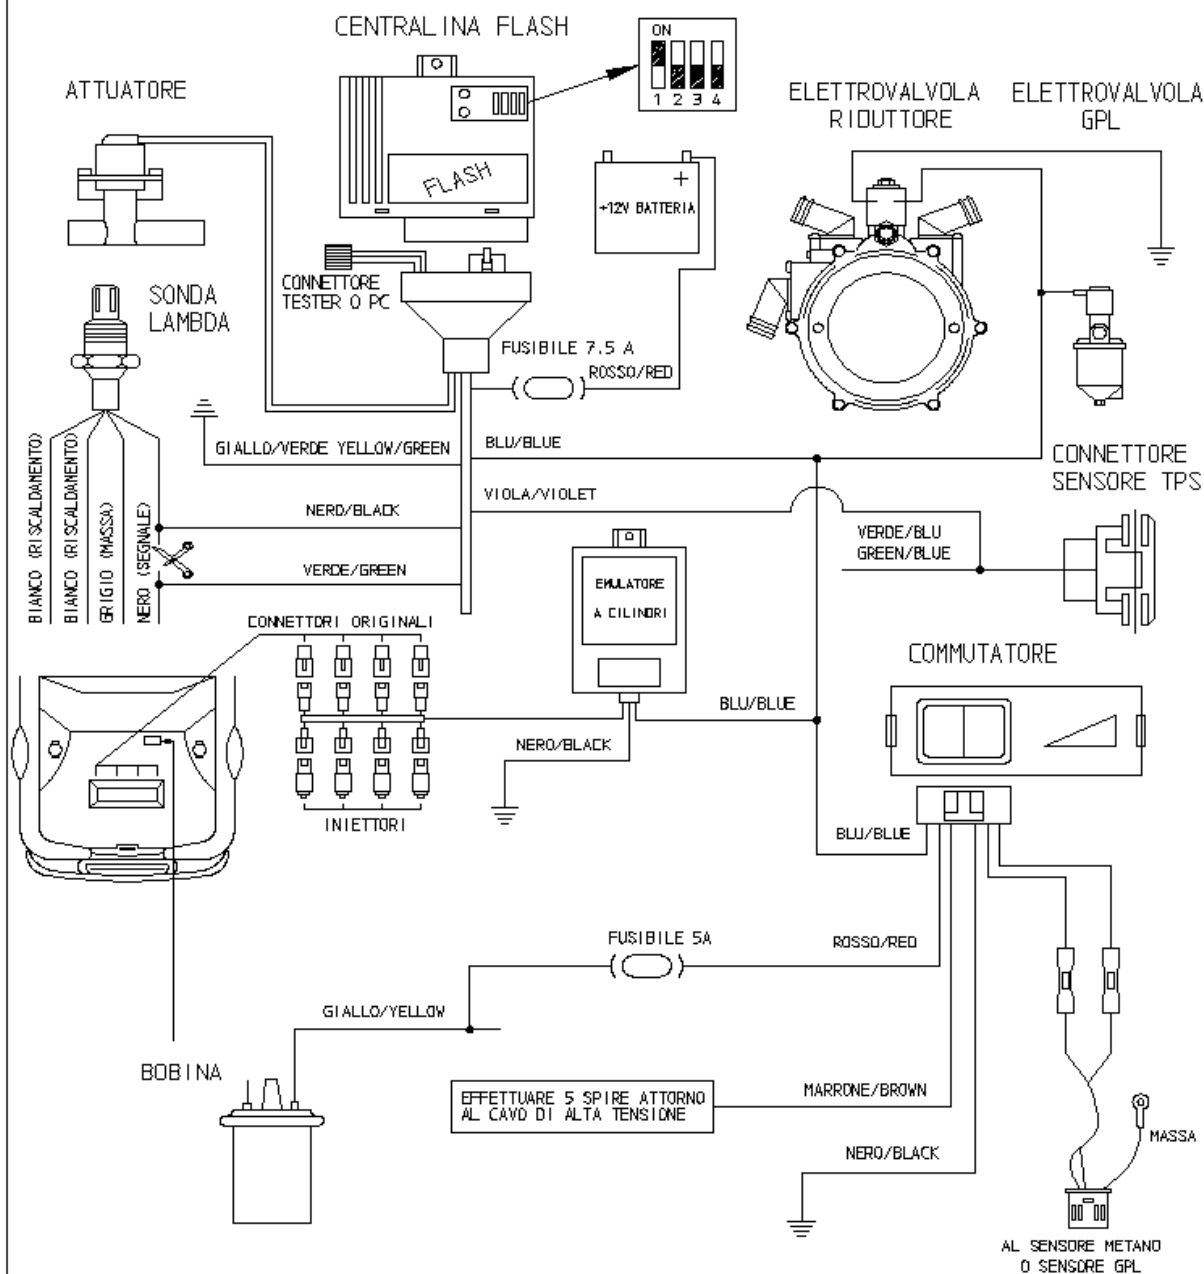 CENTRALINA FLASH
ON
1 2 3 4
ATTUATORE
ELETTROVALVOLA
RIDUTTORE
ELETTROVALVOLA
GPL
FLASH
+
+12V BATTERIA
CONNETTORE
TESTER O PC
SONDA
LAMBDA
FUSIBILE 7.5 A
ROSSO/RED
GIALLO/VERDE YELLOW/GREEN
BLU/BLUE
CONNETTORE
SENSORE TPS
VIOLA/VIOLET
NERO/BLACK
VERDE/BLU
GREEN/BLUE
VERDE/GREEN
BIANCO (RISCALDAMENTO)
BIANCO (RISCALDAMENTO)
GRIGIO (MASSA)
NERO (SEGNALE)
EMULATORE
A CILINDRI
CONNETTORI ORIGINALI
COMMUTATORE
BLU/BLUE
NERO/BLACK
INIETTORI
BLU/BLUE
FUSIBILE 5A
ROSSO/RED
GIALLO/YELLOW
BOBINA
EFFETTUARE 5 SPIRE ATTORNO
AL CAVO DI ALTA TENSIONE
MARRONE/BROWN
MASSA
NERO/BLACK
AL SENSORE METANO
O SENSORE GPL